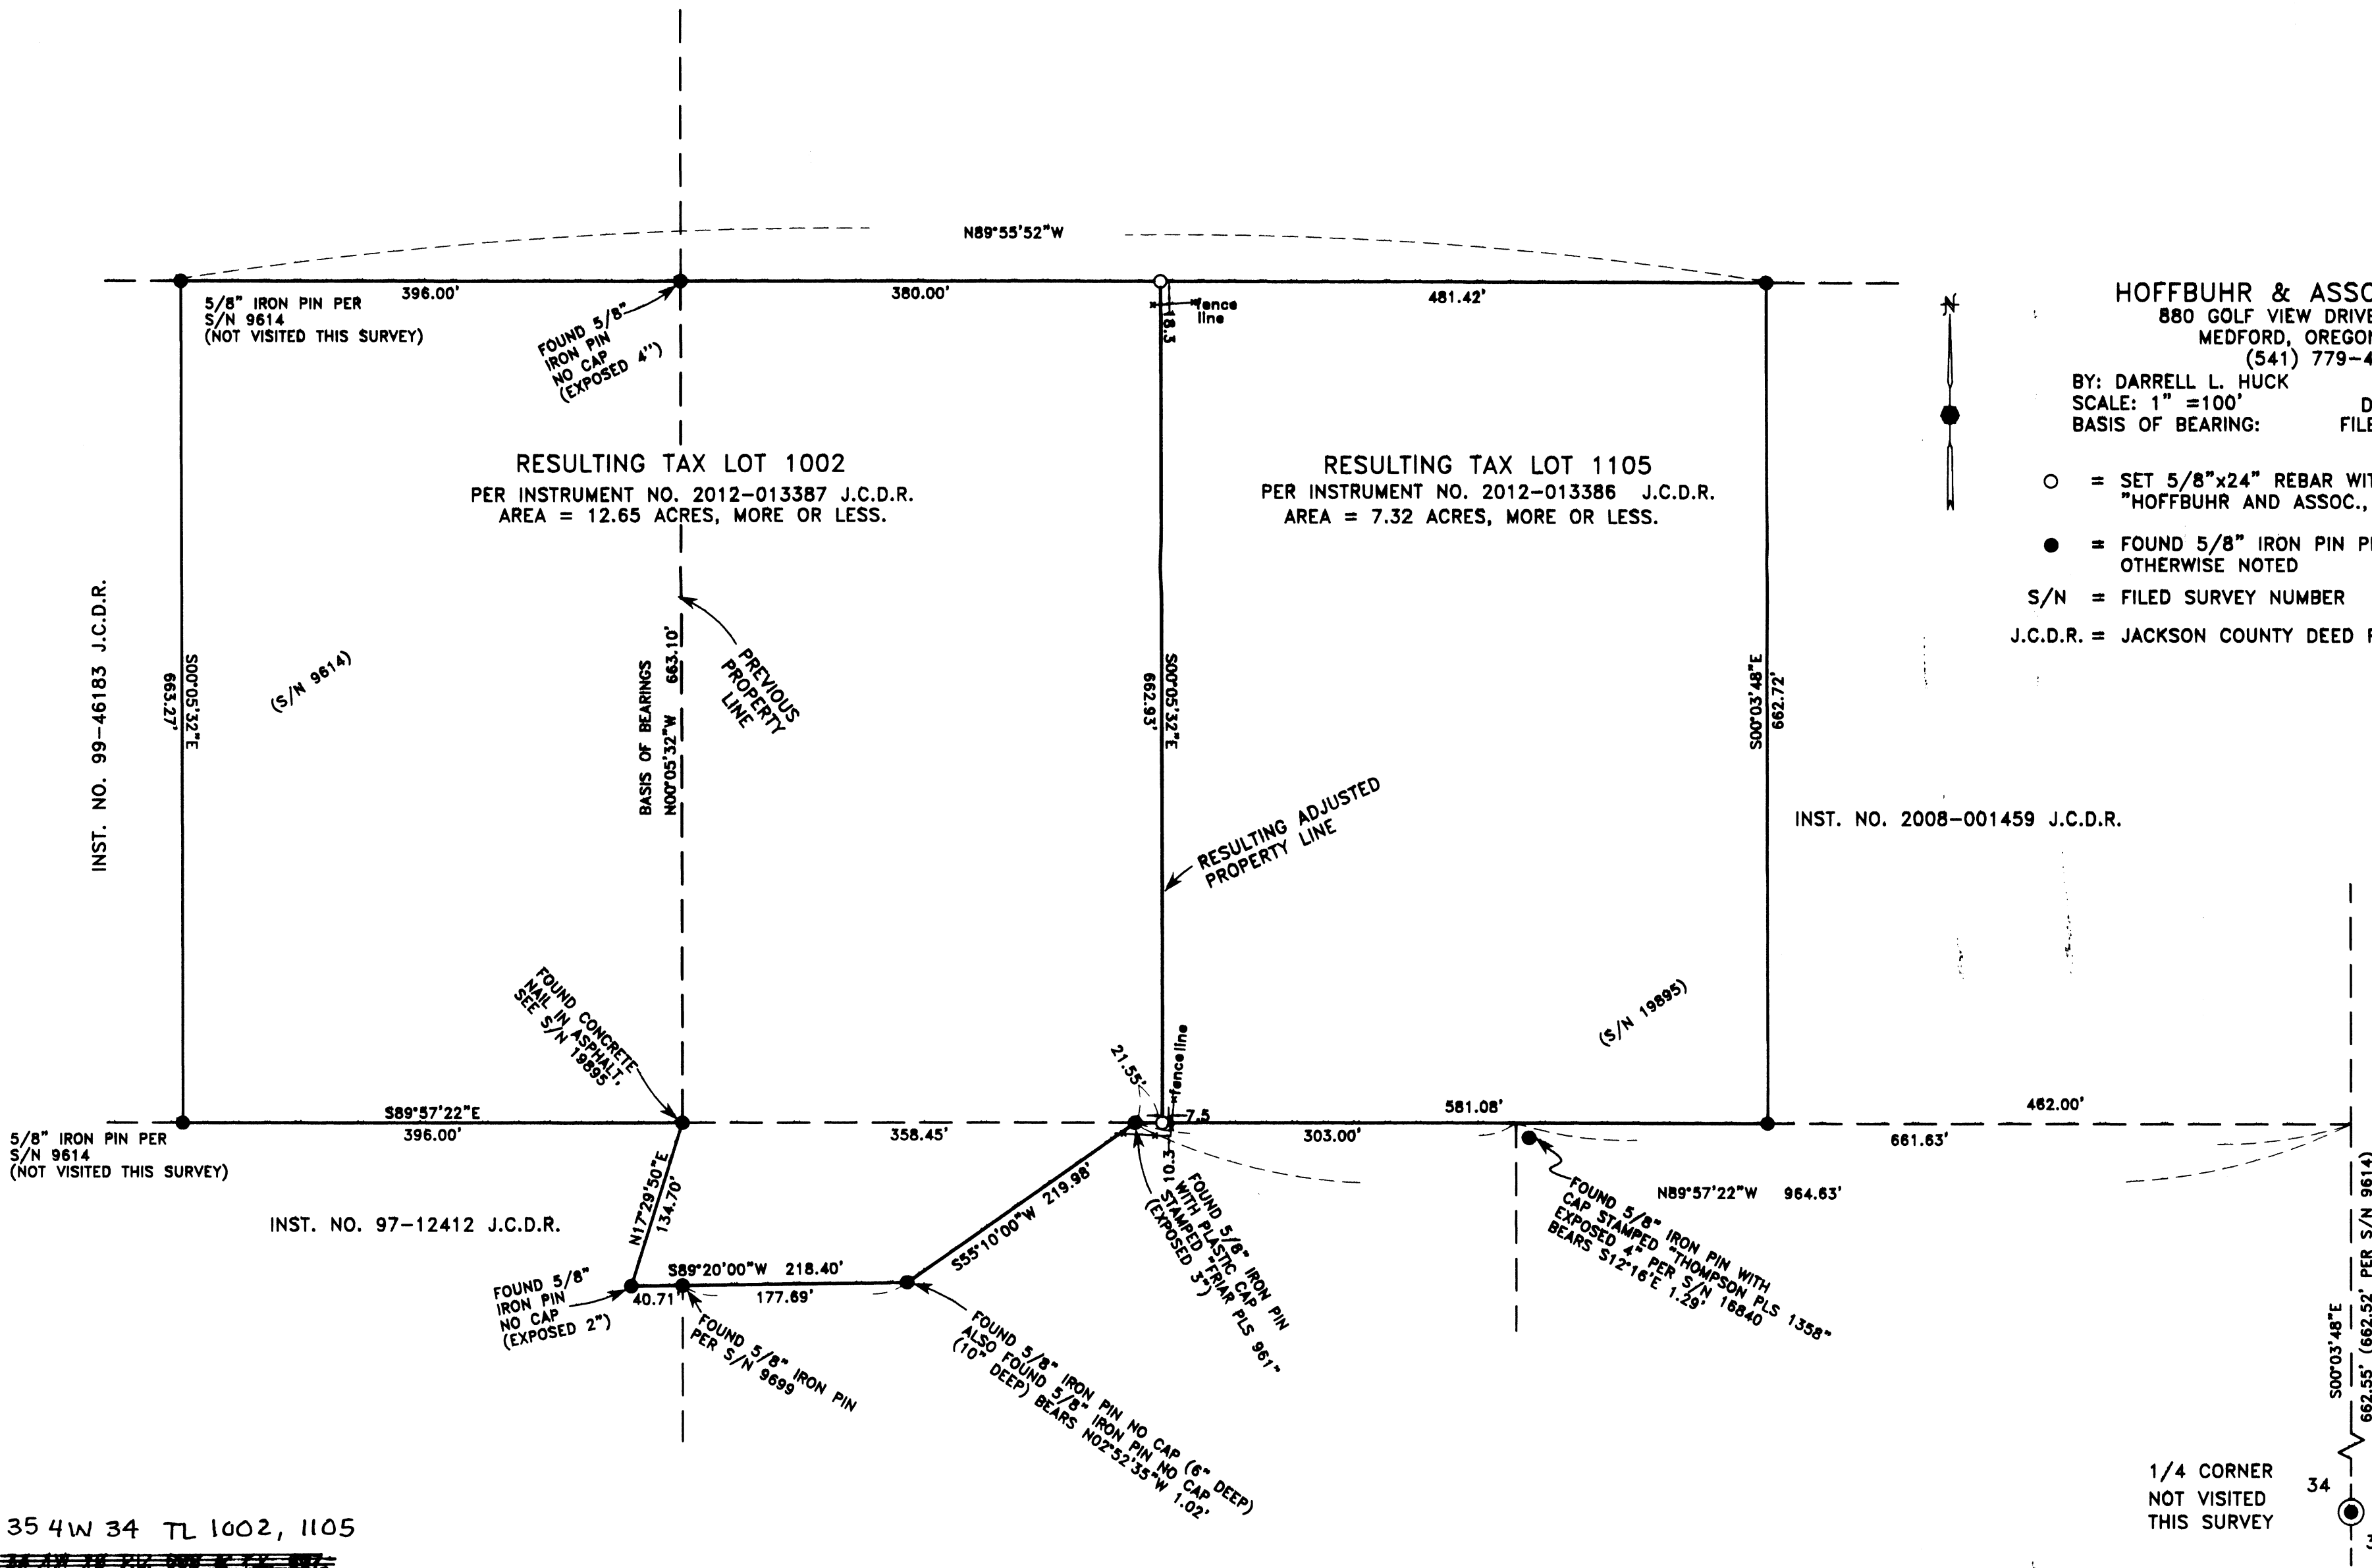 N89°55'52"W
396.00'
380.00'
481.42'
5/8" IRON PIN PER
S/N 9614
(NOT VISITED THIS SURVEY)
FOUND 5/8"
IRON PIN
NO CAP
(EXPOSED 4")
fence
line
18.3
HOFFBUHR & ASSO
880 GOLF VIEW DRIVE
MEDFORD, OREGON
(541) 779-4
BY: DARRELL L. HUCK
SCALE: 1" =100'
D
BASIS OF BEARING:
FILE
= SET 5/8"x24" REBAR WIT
"HOFFBUHR AND ASSOC.,
= FOUND 5/8" IRON PIN P
OTHERWISE NOTED
S/N = FILED SURVEY NUMBER
J.C.D.R. = JACKSON COUNTY DEED R
N
RESULTING TAX LOT 1002
PER INSTRUMENT NO. 2012-013387 J.C.D.R.
AREA = 12.65 ACRES, MORE OR LESS.
RESULTING TAX LOT 1105
PER INSTRUMENT NO. 2012-013386 J.C.D.R.
AREA = 7.32 ACRES, MORE OR LESS.
INST. NO. 99-46183 J.C.D.R.
S00°05'32"E
663.27'
(S/N 9614)
BASIS OF BEARINGS
N00°05'32"W 663.10'
PREVIOUS
PROPERTY
LINE
S00°05'32"E
662.93'
S00°03'48"E
662.72'
RESULTING ADJUSTED
PROPERTY LINE
INST. NO. 2008-001459 J.C.D.R.
FOUND CONCRETE
NAIL IN ASPHALT,
SEE S/N 19895
(S/N 19895)
21.55'
fence line
7.5
10.3
S89°57'22"E
396.00'
358.45'
303.00'
581.08'
661.63'
462.00'
5/8" IRON PIN PER
S/N 9614
(NOT VISITED THIS SURVEY)
N89°57'22"W 964.63'
INST. NO. 97-12412 J.C.D.R.
N17°29'50"E
134.70'
S55°10'00"W 219.98'
S89°20'00"W 218.40'
40.71'
177.69'
FOUND 5/8"
IRON PIN
NO CAP
(EXPOSED 2")
FOUND 5/8" IRON PIN
PER S/N 9699
FOUND 5/8" IRON PIN NO CAP (6" DEEP)
ALSO FOUND 5/8" IRON PIN NO CAP
(10" DEEP) BEARS N02°52'35"W 1.02'
FOUND 5/8" IRON PIN
WITH PLASTIC CAP
STAMPED "FRIAR PLS 961"
(EXPOSED 3")
FOUND 5/8" IRON PIN WITH
CAP STAMPED "THOMPSON PLS 1358"
EXPOSED 4" PER S/N 16840
BEARS S12°16'E 1.29'
S00°03'48"E
662.55' (662.52' PER S/N 9614)
1/4 CORNER
NOT VISITED
THIS SURVEY
34
35 4W 34 TL 1002, 1105